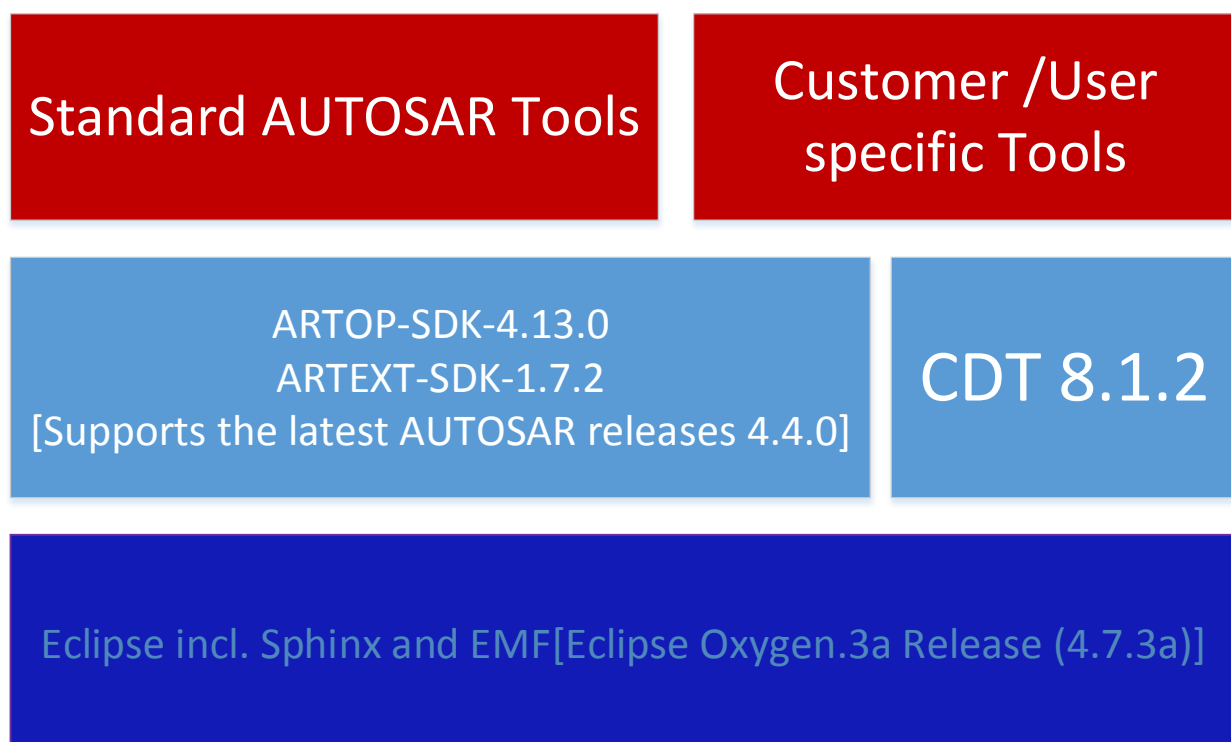 Standard AUTOSAR Tools
Customer /User
specific Tools
ARTOP-SDK-4.13.0
ARTEXT-SDK-1.7.2
[Supports the latest AUTOSAR releases 4.4.0]
CDT 8.1.2
Eclipse incl. Sphinx and EMF[Eclipse Oxygen.3a Release (4.7.3a)]